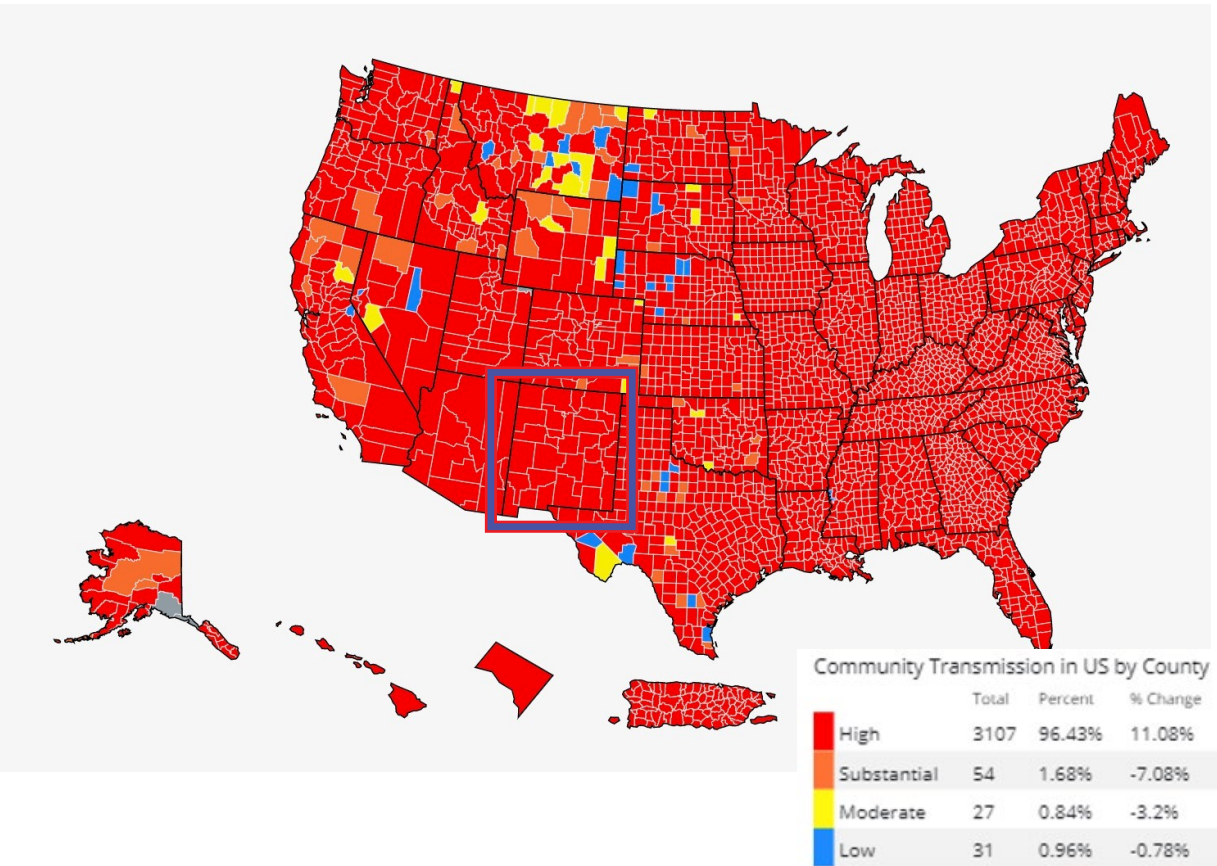 Community Transmission in US by County
Total Percent % Change
High 3107 96.43% 11.08%
Substantial 54 1.68% -7.08%
Moderate 27 0.84% -3.2%
Low 31 0.96% -0.78%